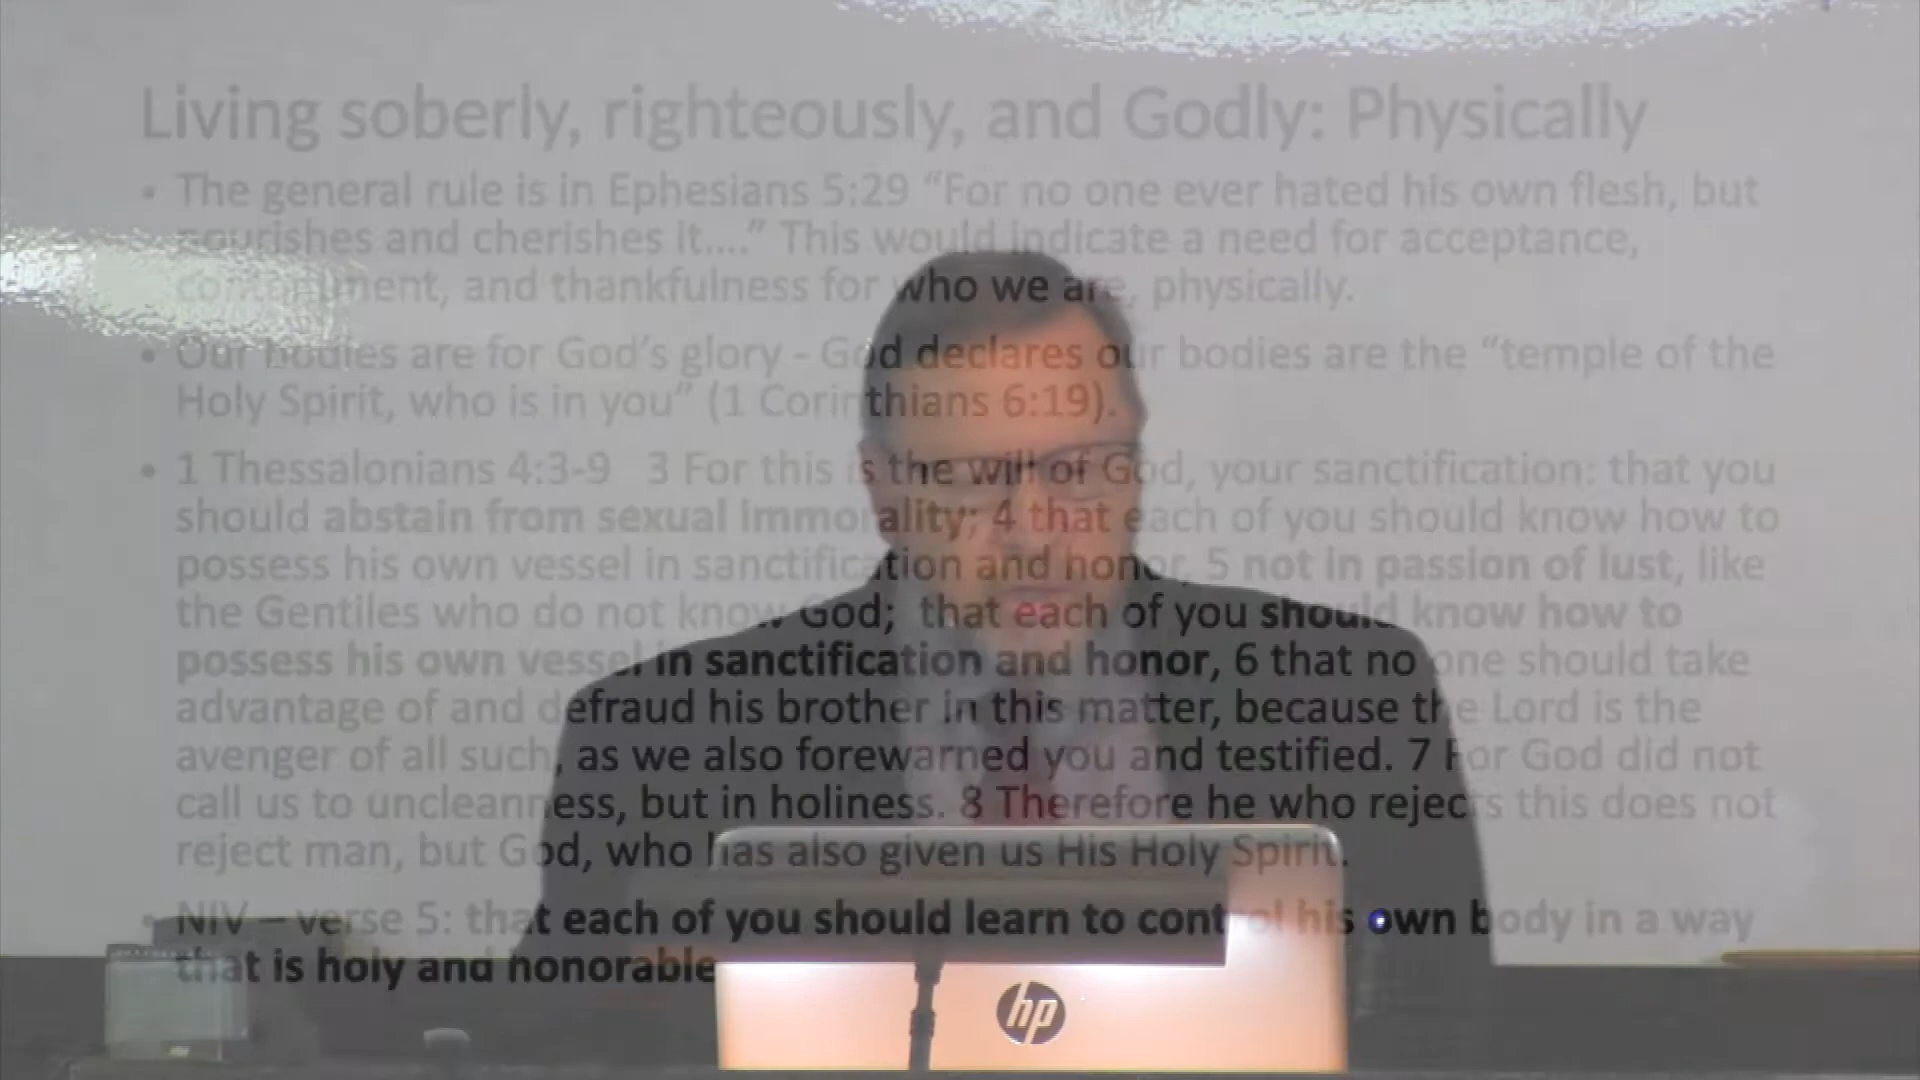 Living soberly, righteously, and Godly: Physically
• The general rule is in Ephesians 5:29 “For no one ever hated his own flesh, but
nourishes and cherishes it....” This would indicate a need for acceptance,
contentment, and thankfulness for who we are, physically.
• Our bodies are for God’s glory - God declares our bodies are the “temple of the
Holy Spirit, who is in you” (1 Corinthians 6:19).
• 1 Thessalonians 4:3-9 3 For this is the will of God, your sanctification: that you
should abstain from sexual immorality; 4 that each of you should know how to
possess his own vessel in sanctification and honor, 5 not in passion of lust, like
the Gentiles who do not know God; that each of you should know how to
possess his own vessel in sanctification and honor, 6 that no one should take
advantage of and defraud his brother in this matter, because the Lord is the
avenger of all such, as we also forewarned you and testified. 7 For God did not
call us to uncleanness, but in holiness. 8 Therefore he who rejects this does not
reject man, but God, who has also given us His Holy Spirit.
• NIV – verse 5: that each of you should learn to control his own body in a way
that is holy and honorable
hp